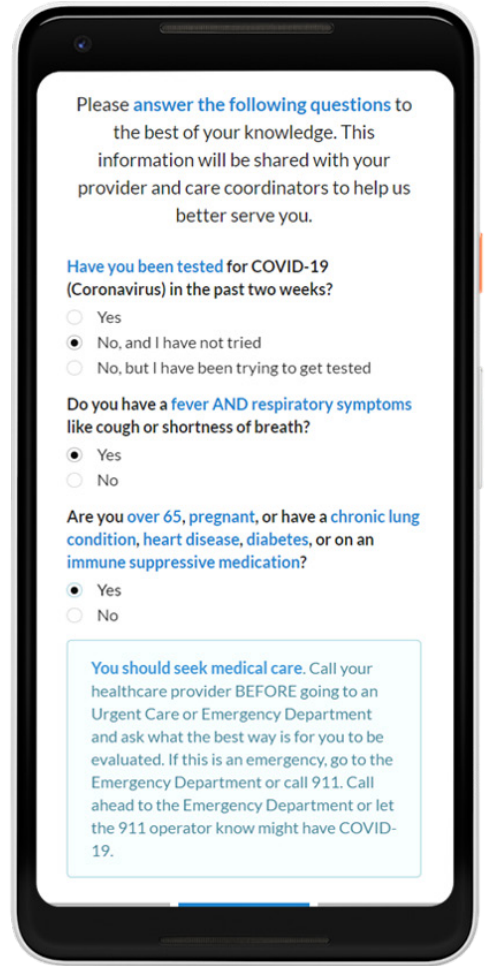 Please answer the following questions to
the best of your knowledge. This
information will be shared with your
provider and care coordinators to help us
better serve you.
Have you been tested for COVID-19
(Coronavirus) in the past two weeks?
Yes
No, and I have not tried
No, but I have been trying to get tested
Do you have a fever AND respiratory symptoms
like cough or shortness of breath?
Yes
No
Are you over 65, pregnant, or have a chronic lung
condition, heart disease, diabetes, or on an
immune suppressive medication?
Yes
No
You should seek medical care. Call your
healthcare provider BEFORE going to an
Urgent Care or Emergency Department
and ask what the best way is for you to be
evaluated. If this is an emergency, go to the
Emergency Department or call 911. Call
ahead to the Emergency Department or let
the 911 operator know might have COVID-
19.